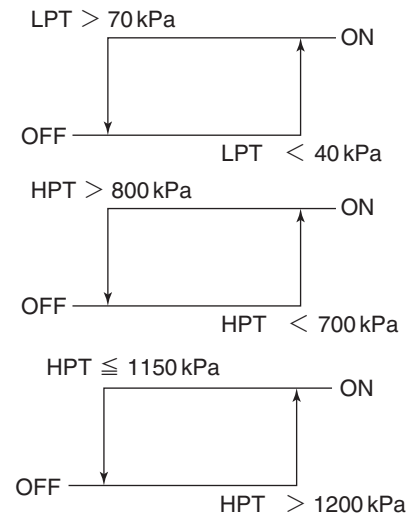 LPT > 70 kPa
ON
OFF
LPT < 40 kPa
HPT > 800 kPa
ON
OFF
HPT < 700 kPa
HPT ≦ 1150 kPa
ON
OFF
HPT > 1200 kPa